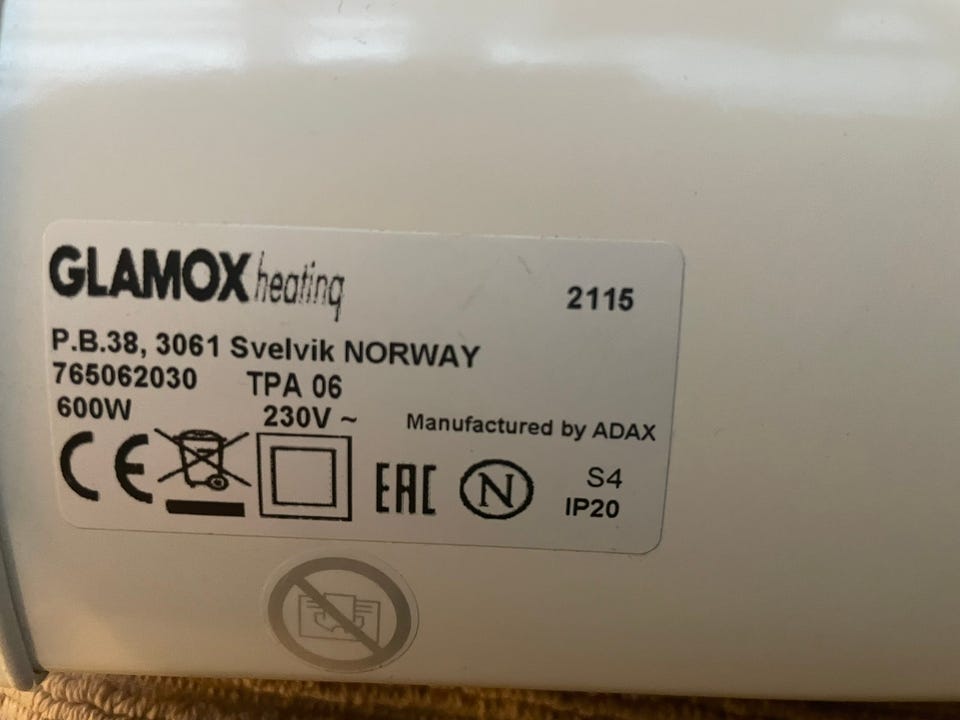 GLAMOX heating
2115
P.B.38, 3061 Svelvik NORWAY
765062030 TPA 06
600W 230V ~
Manufactured by ADAX
CE EAC N
S4
IP20